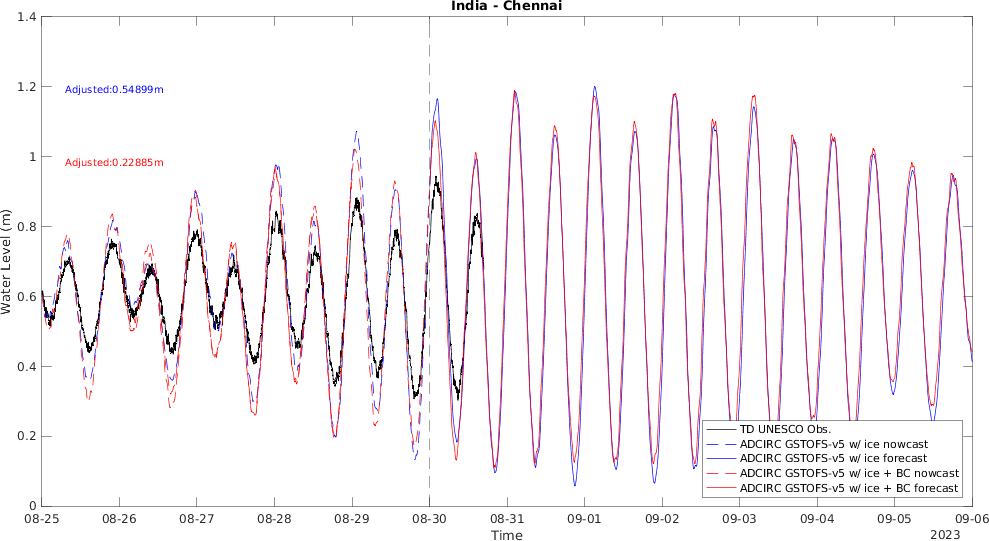 India - Chennai
1.4
1.2
1
0.8
0.6
0.4
0.2
0
Water Level (m)
Adjusted:0.54899m
Adjusted:0.22885m
TD UNESCO Obs.
ADCIRC GSTOFS-v5 w/ ice nowcast
ADCIRC GSTOFS-v5 w/ ice forecast
ADCIRC GSTOFS-v5 w/ ice + BC nowcast
ADCIRC GSTOFS-v5 w/ ice + BC forecast
08-25 08-26 08-27 08-28 08-29 08-30 08-31 09-01 09-02 09-03 09-04 09-05 09-06
Time
2023